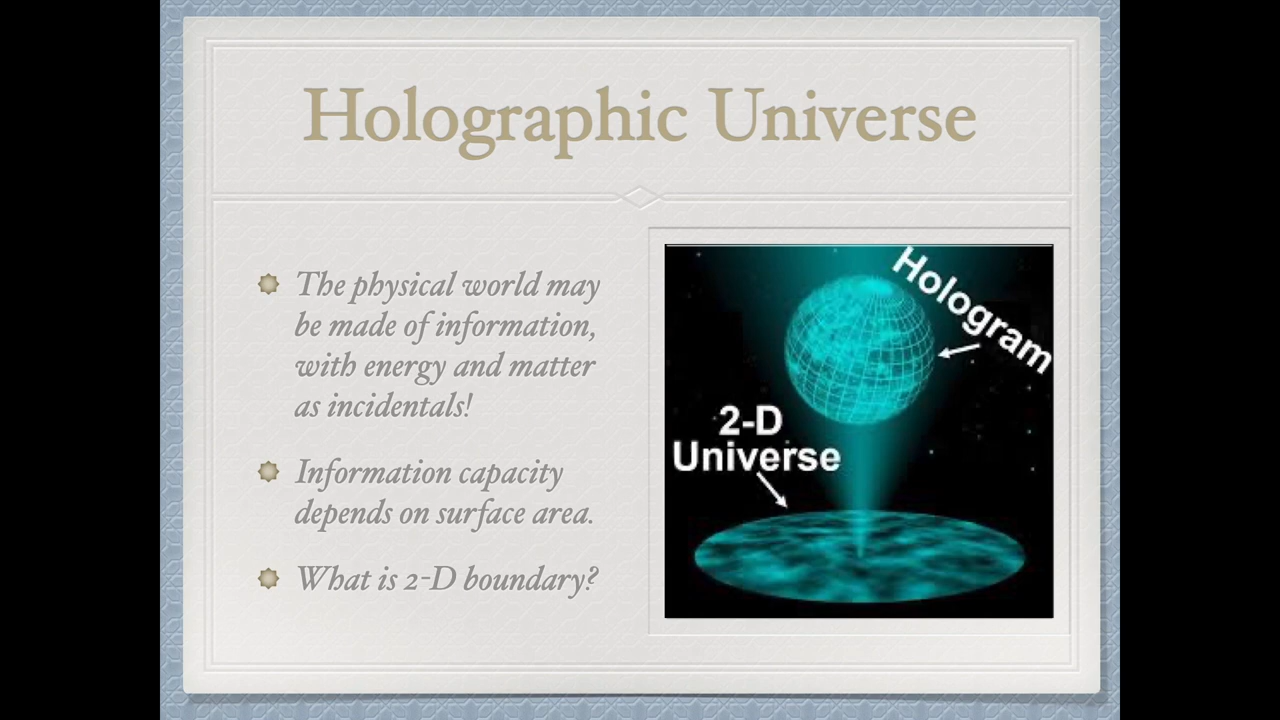 Holographic Universe
The physical world may
be made of information,
with energy and matter
as incidentals!
Information capacity
depends on surface area.
What is 2-D boundary?
Hologram
2-D
Universe